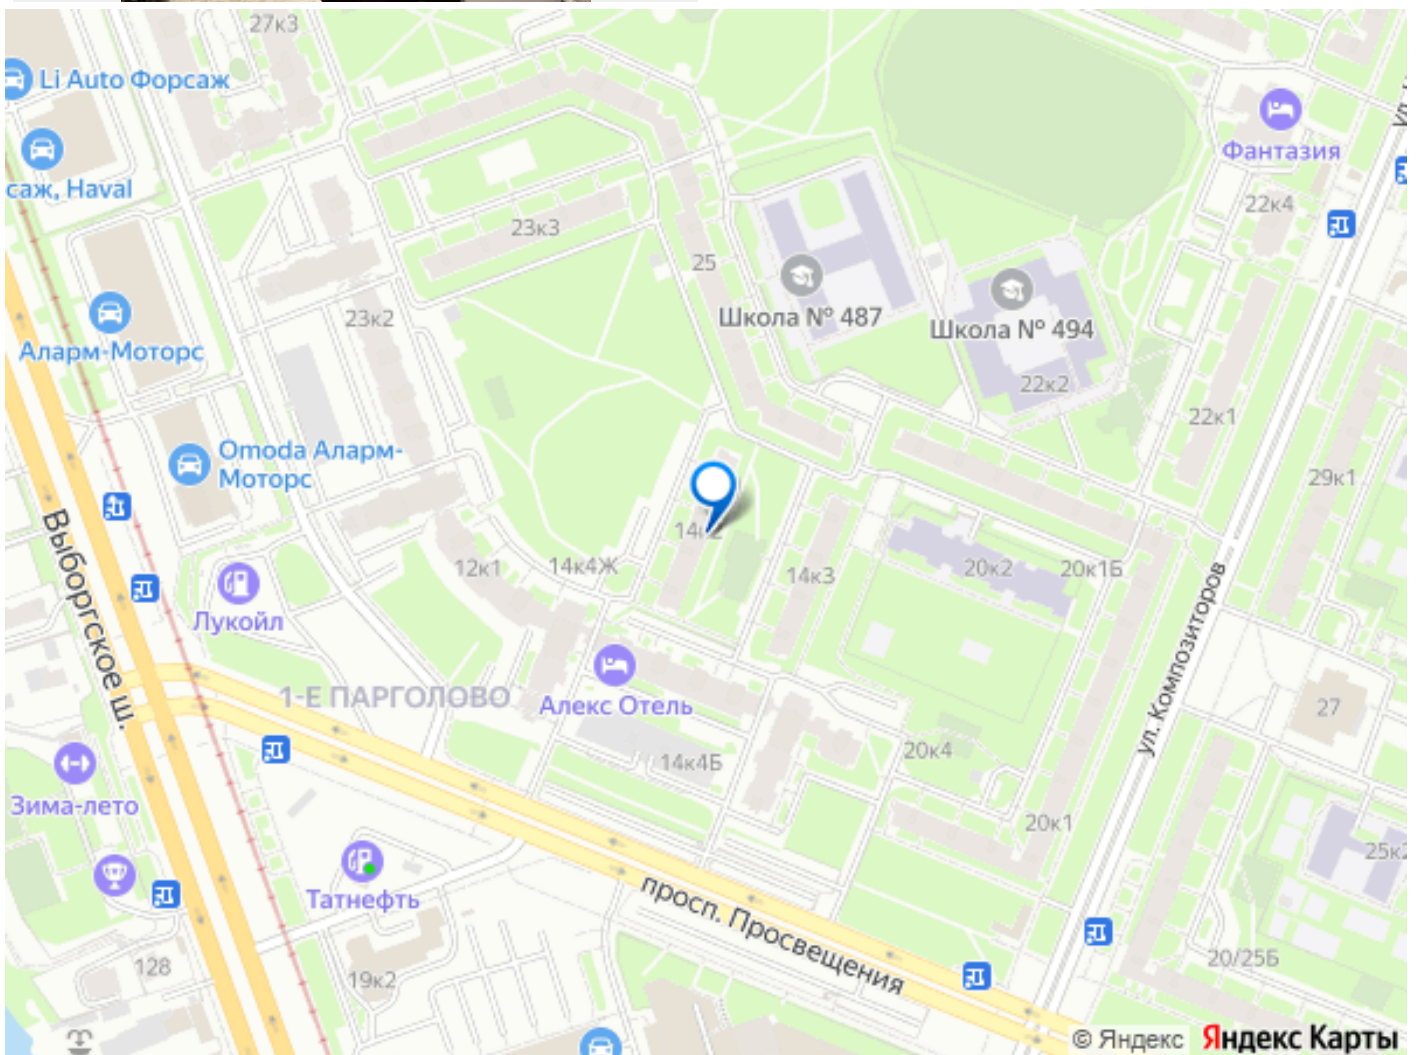 27к3
Li Auto Форсаж
Фантазия
саж, Haval
22к4
23к3
25
Школа № 487
Школа № 494
23к2
Аларм-Моторс
22к2
22к1
Omoda Аларм-
Моторс
29к1
Выборгское ш.
14к2
12к1
14к4Ж
14к3
20к2
20к1Б
Лукойл
ул. Композиторов
1-Е ПАРГОЛОВО
Алекс Отель
27
14к4Б
20к4
Зима-лето
20к1
25к2
Татнефть
просп. Просвещения
128
19к2
20/25Б
© Яндекс Яндекс Карты